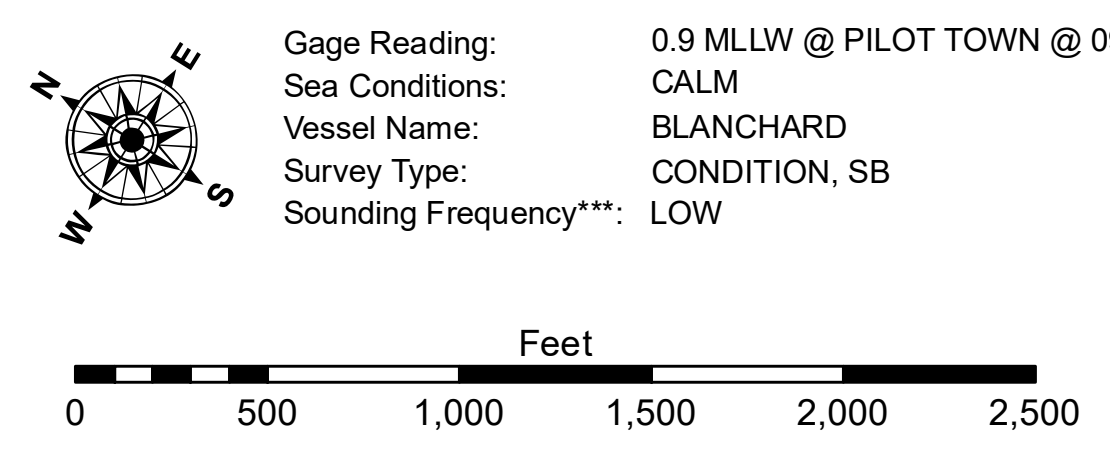 N
E
S
W
Gage Reading: 0.9 MLLW @ PILOT TOWN @
Sea Conditions: CALM
Vessel Name: BLANCHARD
Survey Type: CONDITION, SB
Sounding Frequency***: LOW
Feet
0 500 1,000 1,500 2,000 2,500